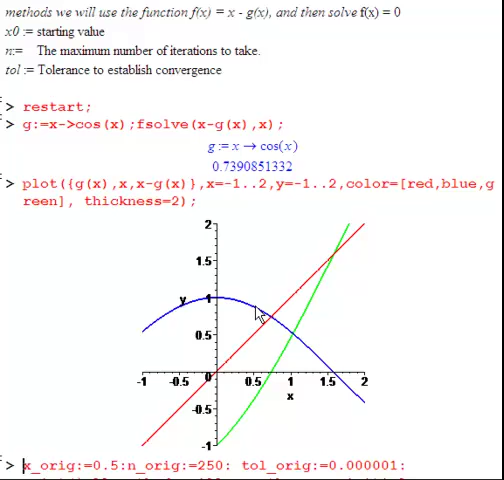 methods we will use the function f(x) = x - g(x), and then solve f(x) = 0
x0 := starting value
n:= The maximum number of iterations to take.
tol := Tolerance to establish convergence
> restart;
> g:=x->cos(x);fsolve(x-g(x),x);
g := x → cos(x)
0.7390851332
> plot({g(x),x,x-g(x)},x=-1..2,y=-1..2,color=[red,blue,g
reen], thickness=2);
2
1.5
y 1
0.5
-1 -0.5 0 0.5 1 1.5 2
x
-0.5
-1
> x_orig:=0.5:n_orig:=250: tol_orig:=0.000001: